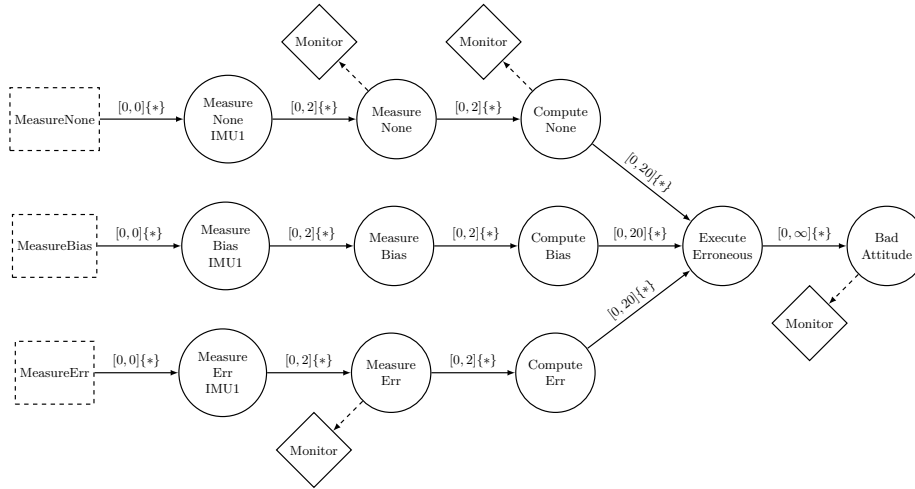 Monitor
Monitor
MeasureNone
[0, 0]{*}
Measure
None
IMU1
[0, 2]{*}
Measure
None
[0, 2]{*}
Compute
None
[0, 20]{*}
MeasureBias
[0, 0]{*}
Measure
Bias
IMU1
[0, 2]{*}
Measure
Bias
[0, 2]{*}
Compute
Bias
[0, 20]{*}
Execute
Erroneous
[0, ∞]{*}
Bad
Attitude
[0, 20]{*}
Monitor
MeasureErr
[0, 0]{*}
Measure
Err
IMU1
[0, 2]{*}
Measure
Err
[0, 2]{*}
Compute
Err
Monitor